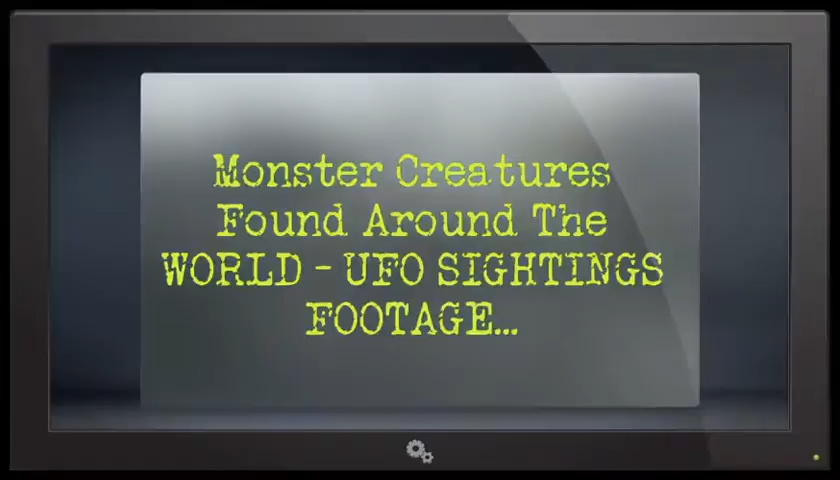 Monster Creatures
Found Around The
WORLD - UFO SIGHTINGS
FOOTAGE...